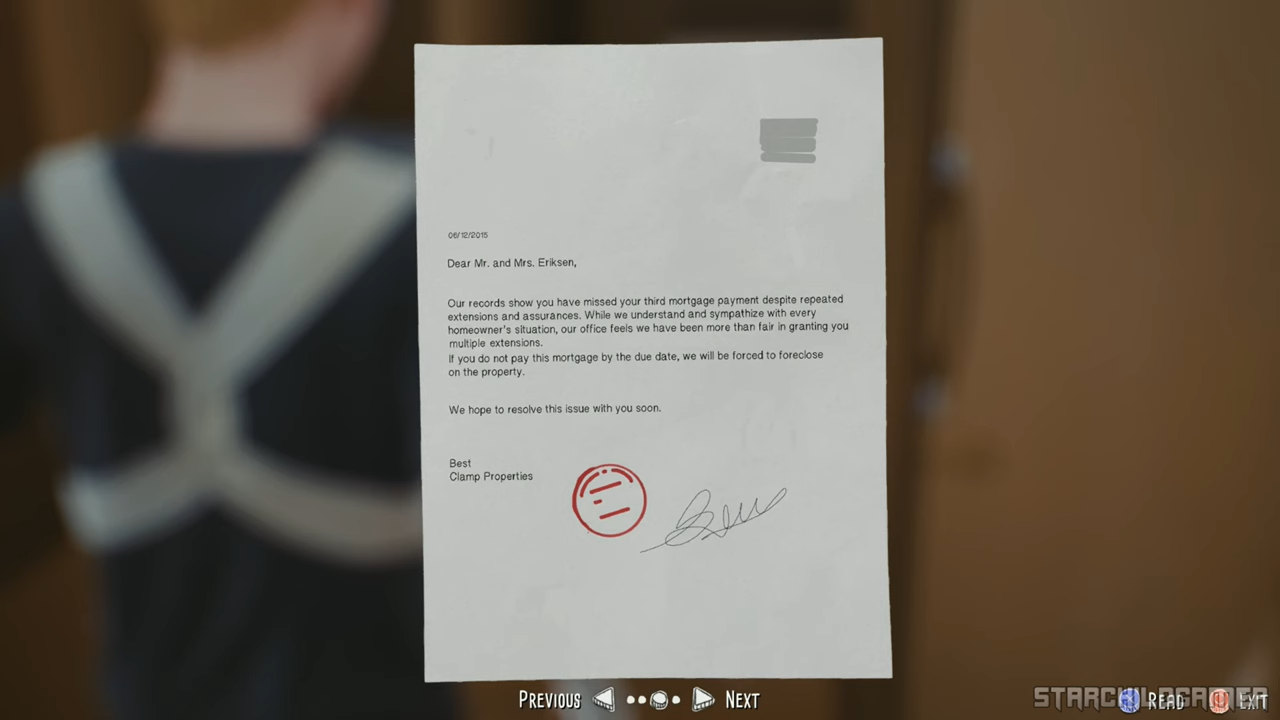 06/12/2015
Dear Mr. and Mrs. Eriksen,
Our records show you have missed your third mortgage payment despite repeated
extensions and assurances. While we understand and sympathize with every
homeowner's situation, our office feels we have been more than fair in granting you
multiple extensions.
If you do not pay this mortgage by the due date, we will be forced to foreclose
on the property.
We hope to resolve this issue with you soon.
Best
Clamp Properties
PREVIOUS NEXT
READ EXIT